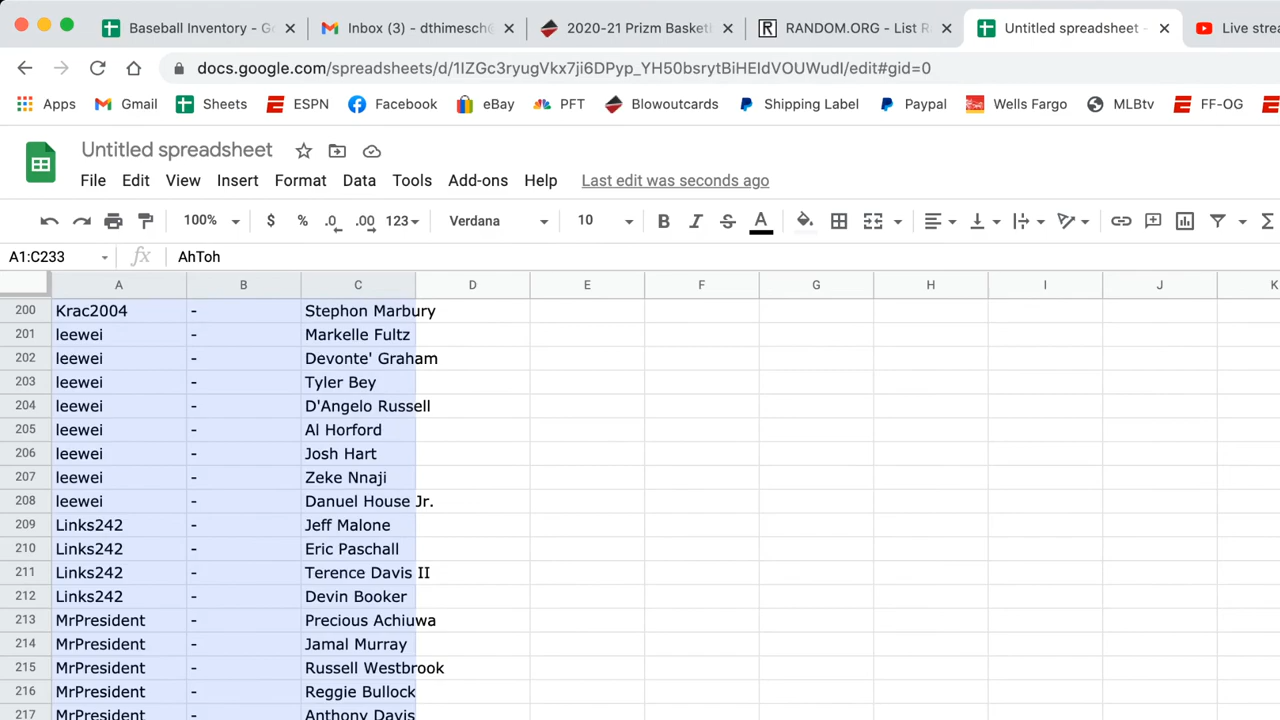 Baseball Inventory - Go
Inbox (3) - dthimesch@
2020-21 Prizm Basketb
RANDOM.ORG - List R
Untitled spreadsheet -
Live strea
docs.google.com/spreadsheets/d/1IZGc3ryugVkx7ji6DPyp_YH50bsrytBiHEIdVOUWudI/edit#gid=0
Apps
Gmail
Sheets
ESPN
Facebook
eBay
PFT
Blowoutcards
Shipping Label
Paypal
Wells Fargo
MLBtv
FF-OG
Untitled spreadsheet
File Edit View Insert Format Data Tools Add-ons Help Last edit was seconds ago
100% $ % .0 .00 123 Verdana 10 B I S A
A1:C233 fx AhToh
A B C D E F G H I J K
200 Krac2004 - Stephon Marbury
201 leewei - Markelle Fultz
202 leewei - Devonte' Graham
203 leewei - Tyler Bey
204 leewei - D'Angelo Russell
205 leewei - Al Horford
206 leewei - Josh Hart
207 leewei - Zeke Nnaji
208 leewei - Danuel House Jr.
209 Links242 - Jeff Malone
210 Links242 - Eric Paschall
211 Links242 - Terence Davis II
212 Links242 - Devin Booker
213 MrPresident - Precious Achiuwa
214 MrPresident - Jamal Murray
215 MrPresident - Russell Westbrook
216 MrPresident - Reggie Bullock
217 MrPresident - Anthony Davis